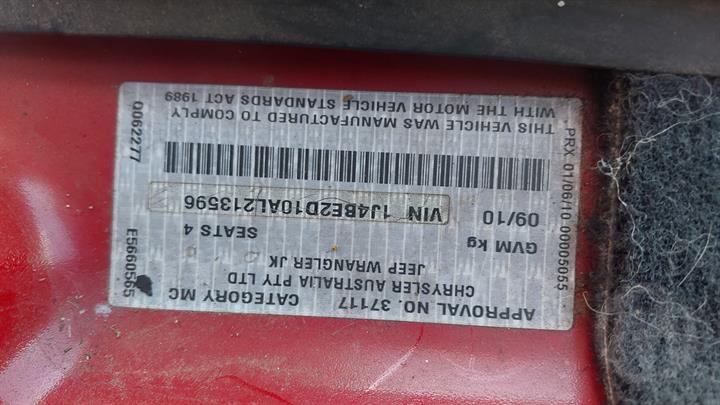 APPROVAL NO. 37117 CATEGORY MC
CHRYSLER AUSTRALIA PTY LTD
JEEP WRANGLER JK
GVM kg SEATS 4
09/10 VIN 1J4BE2D10AL213596
THIS VEHICLE WAS MANUFACTURED TO COMPLY
WITH THE MOTOR VEHICLE STANDARDS ACT 1989
PRX 01/06/10 00005055
Q062277 E5660565